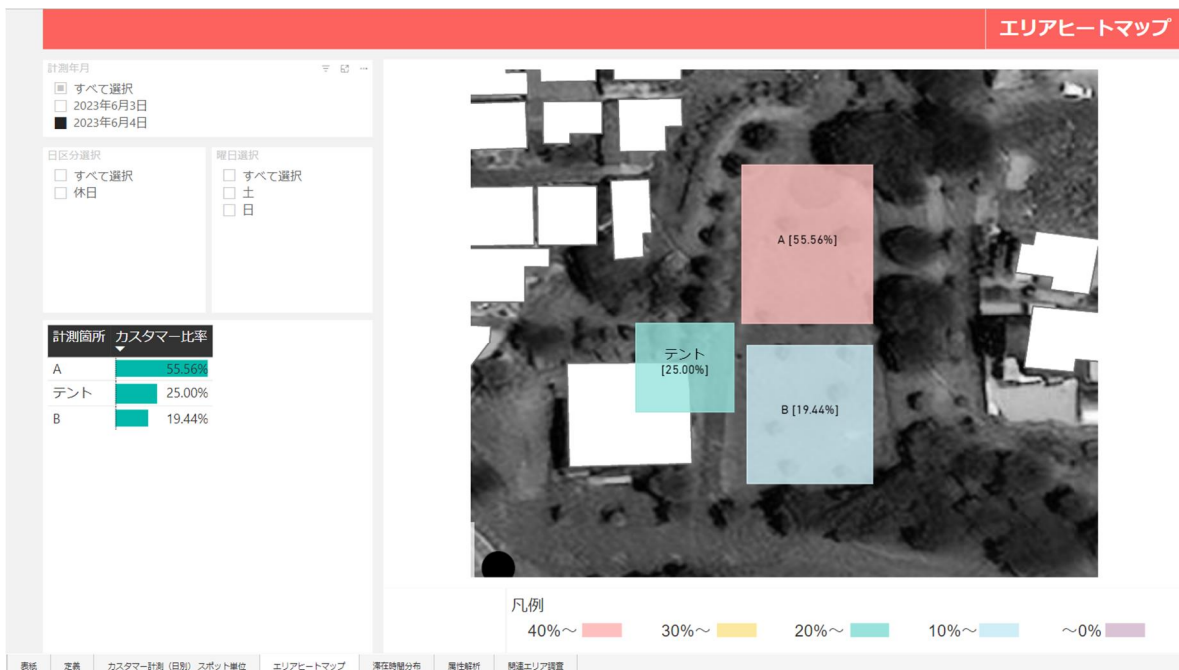 エリアヒートマップ
計測年月
すべて選択
2023年6月3日
2023年6月4日
日区分選択
すべて選択
休日
曜日選択
すべて選択
土
日
計測箇所 カスタマー比率
A 55.56%
テント 25.00%
B 19.44%
A [55.56%]
テント
[25.00%]
B [19.44%]
凡例
40%～ 30%～ 20%～ 10%～ ～0%
表紙 定義 カスタマー計測（日別）スポット単位 エリアヒートマップ 滞在時間分布 属性解析 関連エリア調査